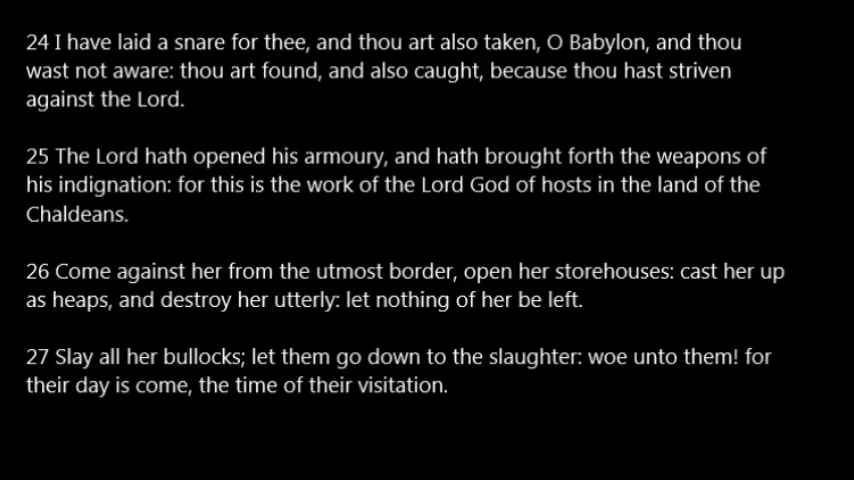 24 I have laid a snare for thee, and thou art also taken, O Babylon, and thou
wast not aware: thou art found, and also caught, because thou hast striven
against the Lord.
25 The Lord hath opened his armoury, and hath brought forth the weapons of
his indignation: for this is the work of the Lord God of hosts in the land of the
Chaldeans.
26 Come against her from the utmost border, open her storehouses: cast her up
as heaps, and destroy her utterly: let nothing of her be left.
27 Slay all her bullocks; let them go down to the slaughter: woe unto them! for
their day is come, the time of their visitation.